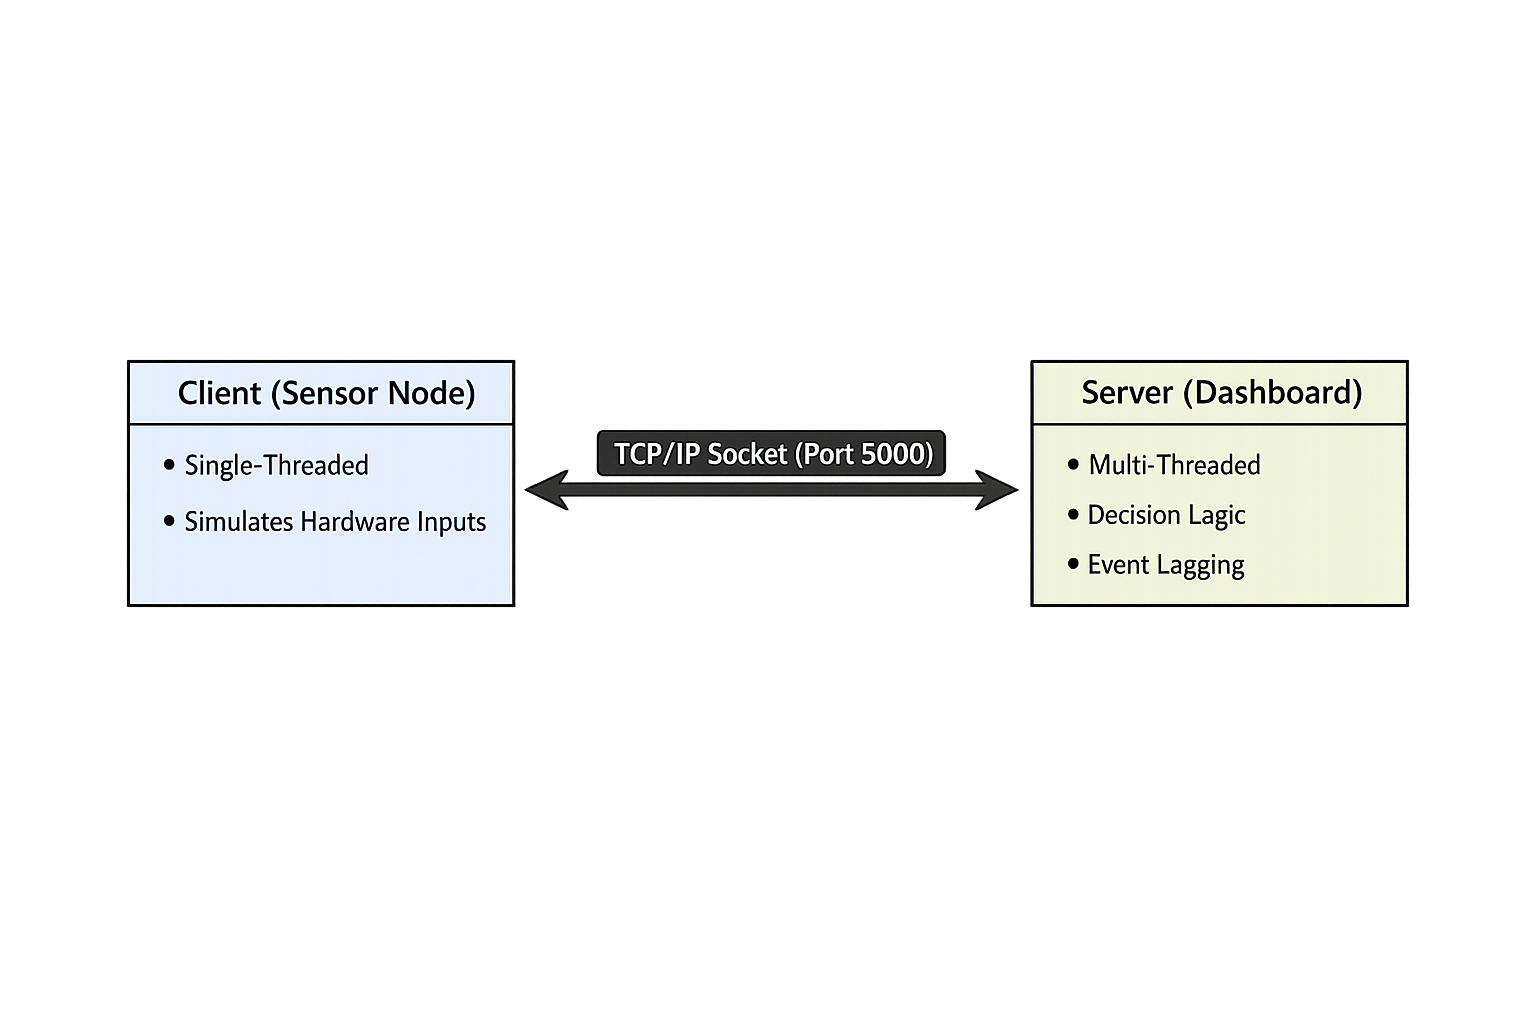 Client (Sensor Node)
• Single-Threaded
• Simulates Hardware Inputs
TCP/IP Socket (Port 5000)
Server (Dashboard)
• Multi-Threaded
• Decision Lagic
• Event Lagging